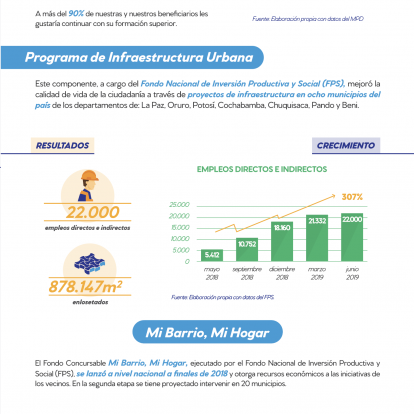 A más del 90% de nuestras y nuestros beneficiarios les
gustaría continuar con su formación superior.
Fuente: Elaboración propia con datos del MPD
Programa de Infraestructura Urbana
Este componente, a cargo del Fondo Nacional de Inversión Productiva y Social (FPS), mejoró la
calidad de vida de la ciudadanía a través de proyectos de infraestructura en ocho municipios del
país de los departamentos de: La Paz, Oruro, Potosí, Cochabamba, Chuquisaca, Pando y Beni.
RESULTADOS
CRECIMIENTO
EMPLEOS DIRECTOS E INDIRECTOS
22.000
empleos directos e indirectos
878.147m²
enlosetados
307%
25.000
20.000
15.000
10.000
5.000
0
5.412
10.752
18.160
21.332
22.000
mayo
2018
septiembre
2018
diciembre
2018
marzo
2019
junio
2019
Fuente: Elaboración propia con datos del FPS
Mi Barrio, Mi Hogar
El Fondo Concursable Mi Barrio, Mi Hogar, ejecutado por el Fondo Nacional de Inversión Productiva y
Social (FPS), se lanzó a nivel nacional a finales de 2018 y otorga recursos económicos a las iniciativas de
los vecinos. En la segunda etapa se tiene proyectado intervenir en 20 municipios.